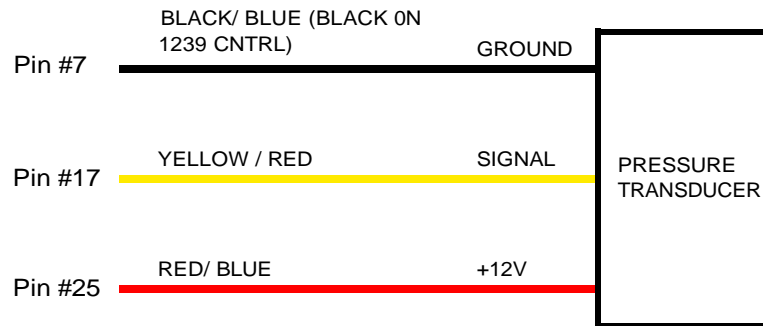 BLACK/ BLUE (BLACK 0N
1239 CNTRL)
GROUND
Pin #7
YELLOW / RED
SIGNAL
Pin #17
PRESSURE
TRANSDUCER
RED/ BLUE
+12V
Pin #25